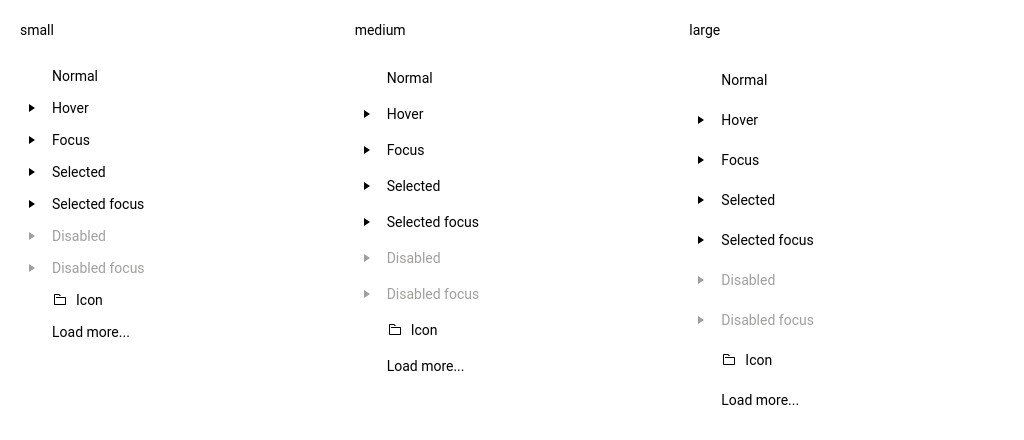 small
Normal
Hover
Focus
Selected
Selected focus
Disabled
Disabled focus
Icon
Load more...
medium
Normal
Hover
Focus
Selected
Selected focus
Disabled
Disabled focus
Icon
Load more...
large
Normal
Hover
Focus
Selected
Selected focus
Disabled
Disabled focus
Icon
Load more...